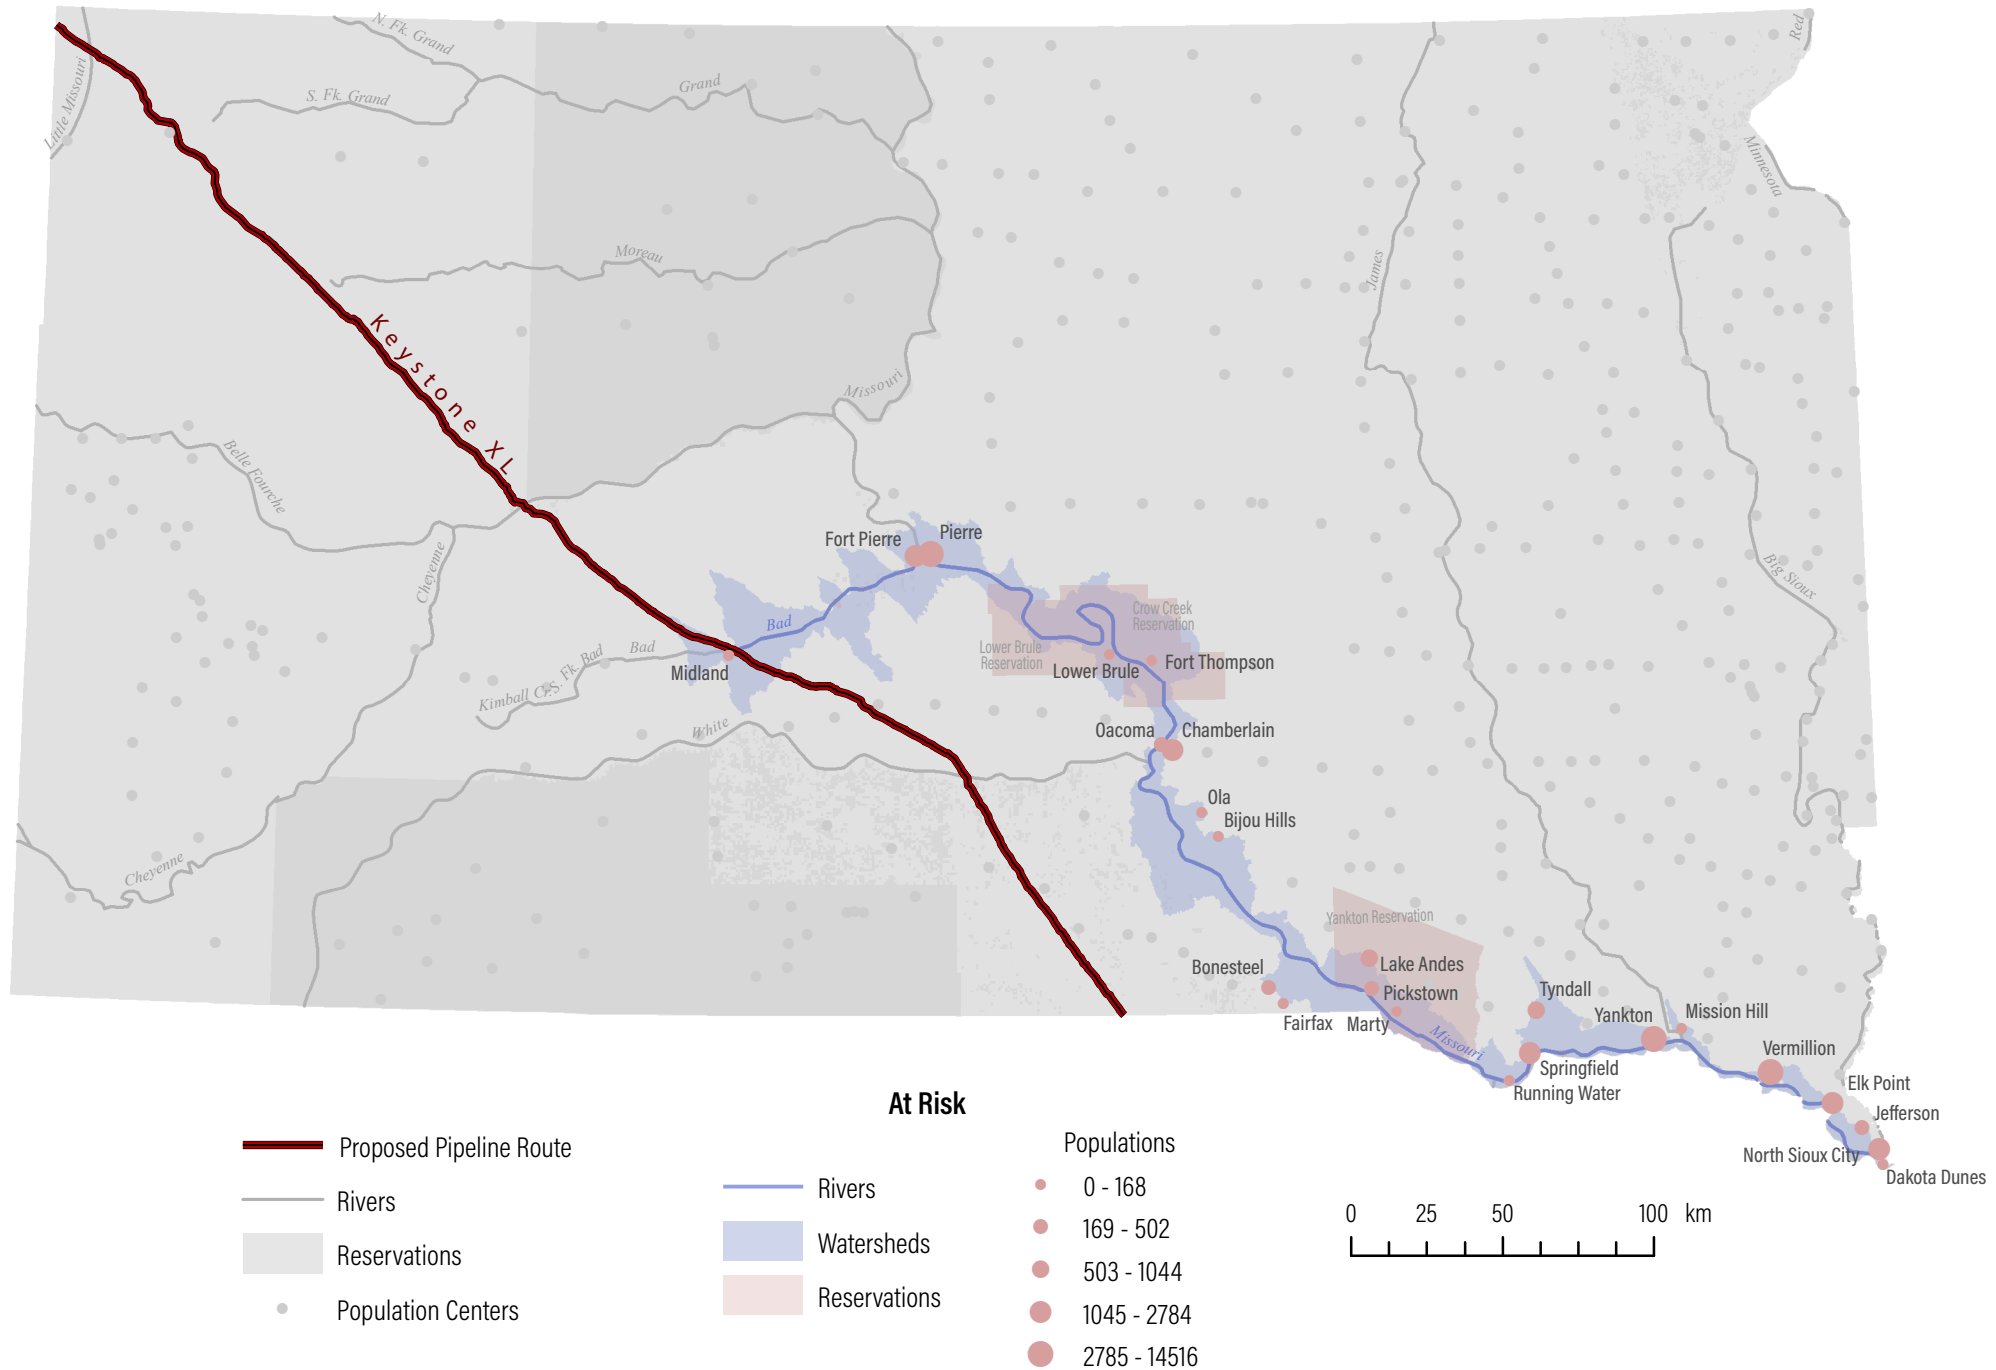 N. Fk. Grand
Red
Little Missouri
S. Fk. Grand
Grand
Minnesota
Moreau
James
Keystone XL
Missouri
Belle Fourche
Cheyenne
Fort Pierre
Pierre
Big Sioux
Bad
Crow Creek
Reservation
Lower Brule
Reservation
Bad
Midland
Lower Brule
Fort Thompson
Kimball Cr.
S. Fk. Bad
White
Oacoma
Chamberlain
Ola
Bijou Hills
Cheyenne
Yankton Reservation
Bonesteel
Lake Andes
Pickstown
Tyndall
Fairfax
Marty
Yankton
Mission Hill
Missouri
Vermillion
Springfield
Running Water
Elk Point
Jefferson
North Sioux City
Dakota Dunes
At Risk
Proposed Pipeline Route
Rivers
Reservations
Population Centers
Rivers
Watersheds
Reservations
Populations
0 - 168
169 - 502
503 - 1044
1045 - 2784
2785 - 14516
0 25 50 100 km